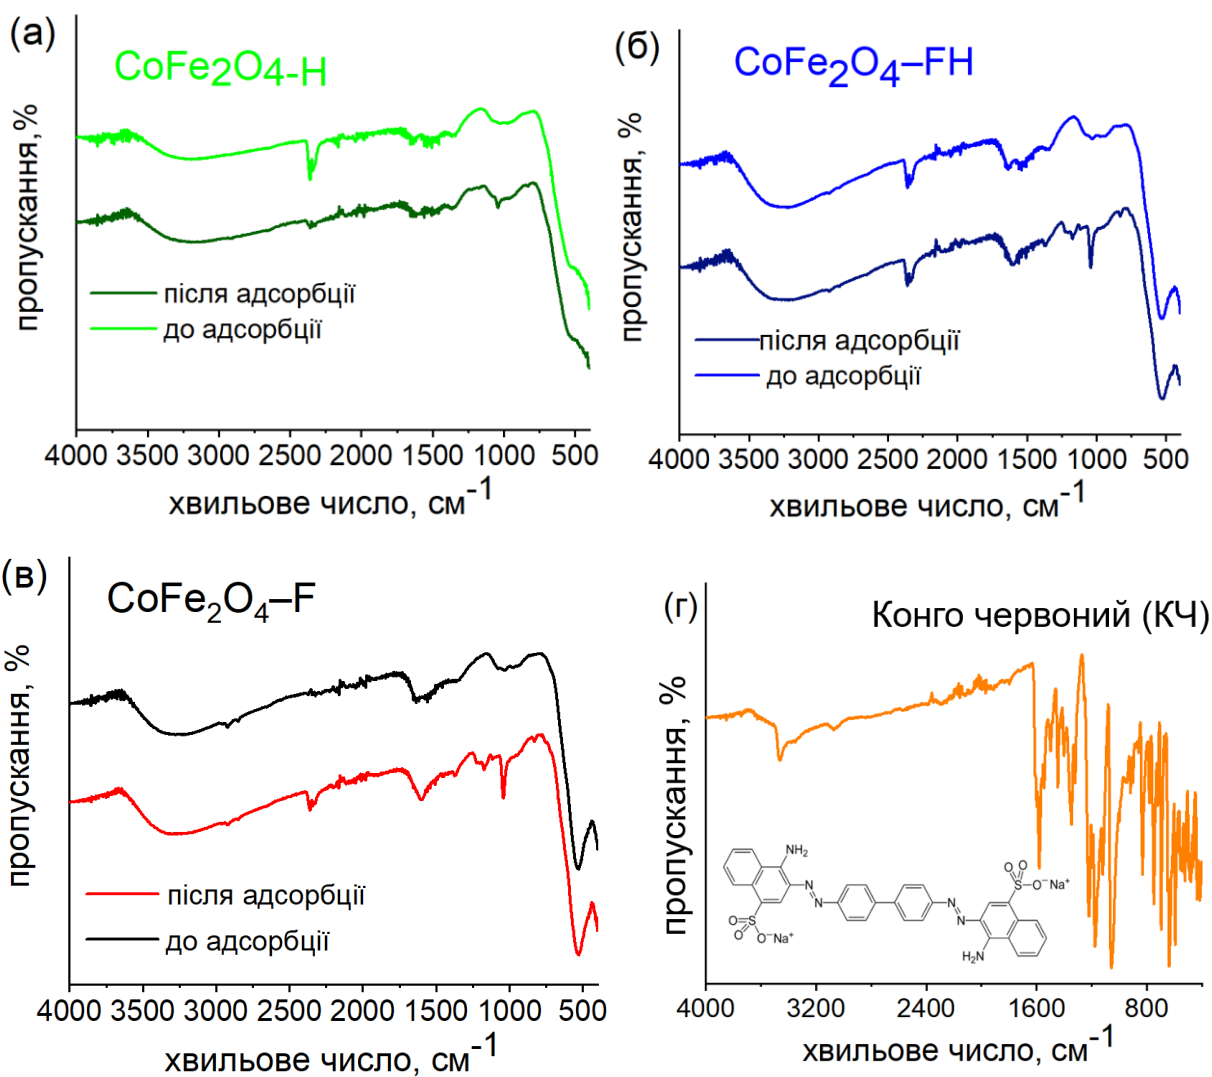 (а)
CoFe2O4-H
пропускання,%
після адсорбції
до адсорбції
4000 3500 3000 2500 2000 1500 1000 500
хвильове число, см-1
(б)
CoFe2O4–FH
пропускання, %
після адсорбції
до адсорбції
4000 3500 3000 2500 2000 1500 1000 500
хвильове число, см-1
(в)
CoFe2O4–F
пропускання, %
після адсорбції
до адсорбції
4000 3500 3000 2500 2000 1500 1000 500
хвильове число, см-1
(г)
Конго червоний (КЧ)
пропускання, %
NH2
N
N
O
S
O
O−Na+
O
S
O
O−Na+
N
N
H2N
4000 3200 2400 1600 800
хвильове число, см-1